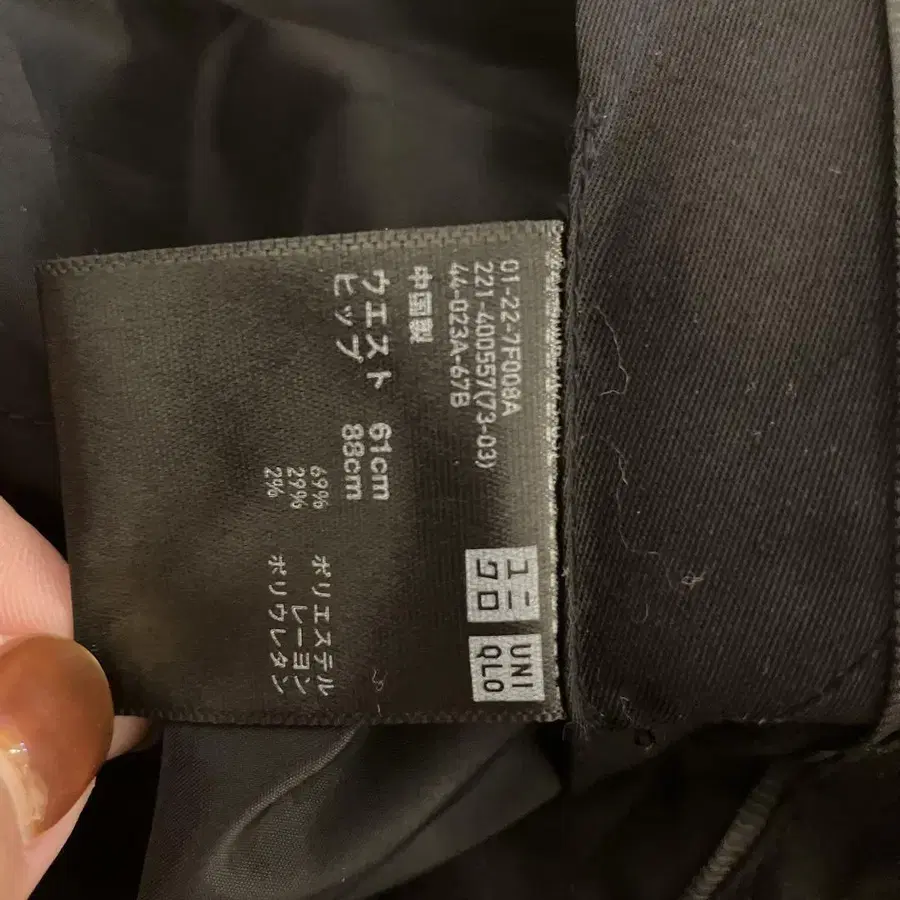 ユニ
クロ
UNI
QLO
01-22-7F008A
221-400557(73-03)
44-023A-67B
中国製
ウエスト 61cm
ヒップ 88cm
ポリエステル 69%
レーヨン 29%
ポリウレタン 2%